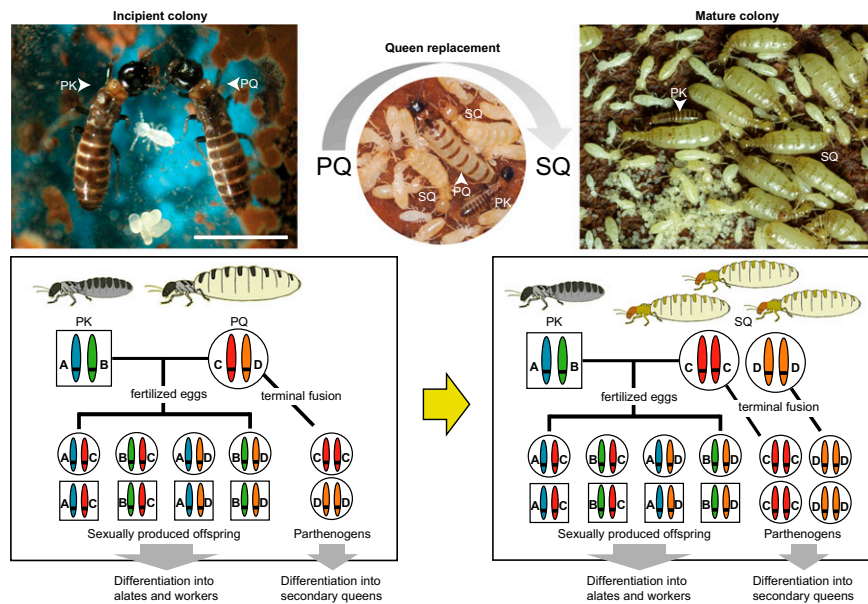 Incipient colony
PK
PQ
Queen replacement
PQ
SQ
SQ
SQ
PQ
PK
Mature colony
PK
SQ
PK
PQ
A B
C D
fertilized eggs
terminal fusion
A C
B C
A D
B D
C C
A C
B C
A D
B D
D D
Sexually produced offspring
Parthenogens
Differentiation into
alates and workers
Differentiation into
secondary queens
PK
SQ
A B
C C
D D
fertilized eggs
terminal fusion
A C
B C
A D
B D
C C
D D
A C
B C
A D
B D
C C
D D
Sexually produced offspring
Parthenogens
Differentiation into
alates and workers
Differentiation into
secondary queens